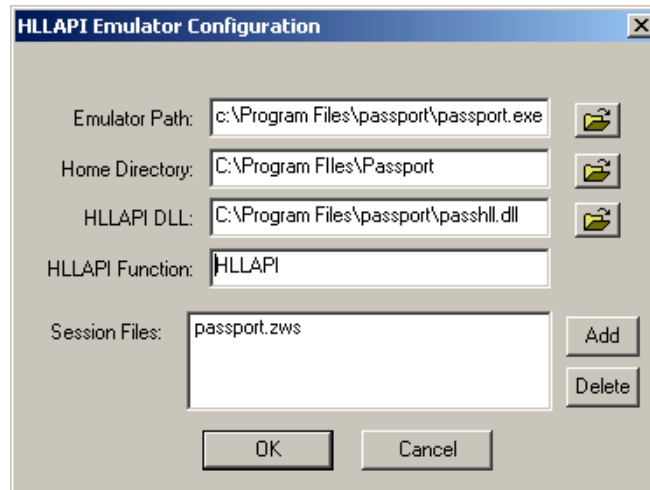 HLLAPI Emulator Configuration
Emulator Path: c:\Program Files\passport\passport.exe
Home Directory: C:\Program FIles\Passport
HLLAPI DLL: C:\Program FIles\passport\passhll.dll
HLLAPI Function: HLLAPI
Session Files: passport.zws
Add
Delete
OK Cancel